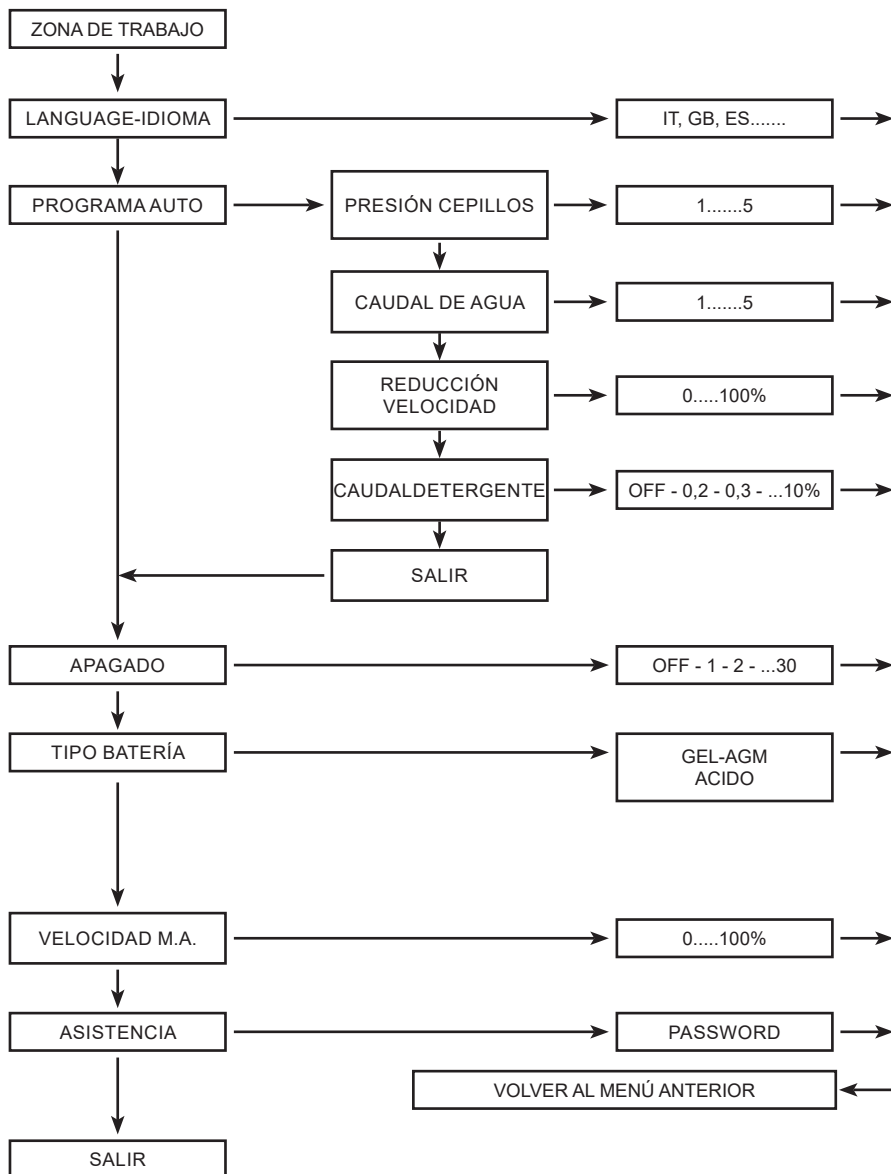 ZONA DE TRABAJO
LANGUAGE-IDIOMA
IT, GB, ES.......
PROGRAMA AUTO
PRESIÓN CEPILLOS
1.......5
CAUDAL DE AGUA
1.......5
REDUCCIÓN
VELOCIDAD
0.....100%
CAUDALDETERGENTE
OFF - 0,2 - 0,3 - ...10%
SALIR
APAGADO
OFF - 1 - 2 - ...30
TIPO BATERÍA
GEL-AGM
ACIDO
VELOCIDAD M.A.
0.....100%
ASISTENCIA
PASSWORD
VOLVER AL MENÚ ANTERIOR
SALIR